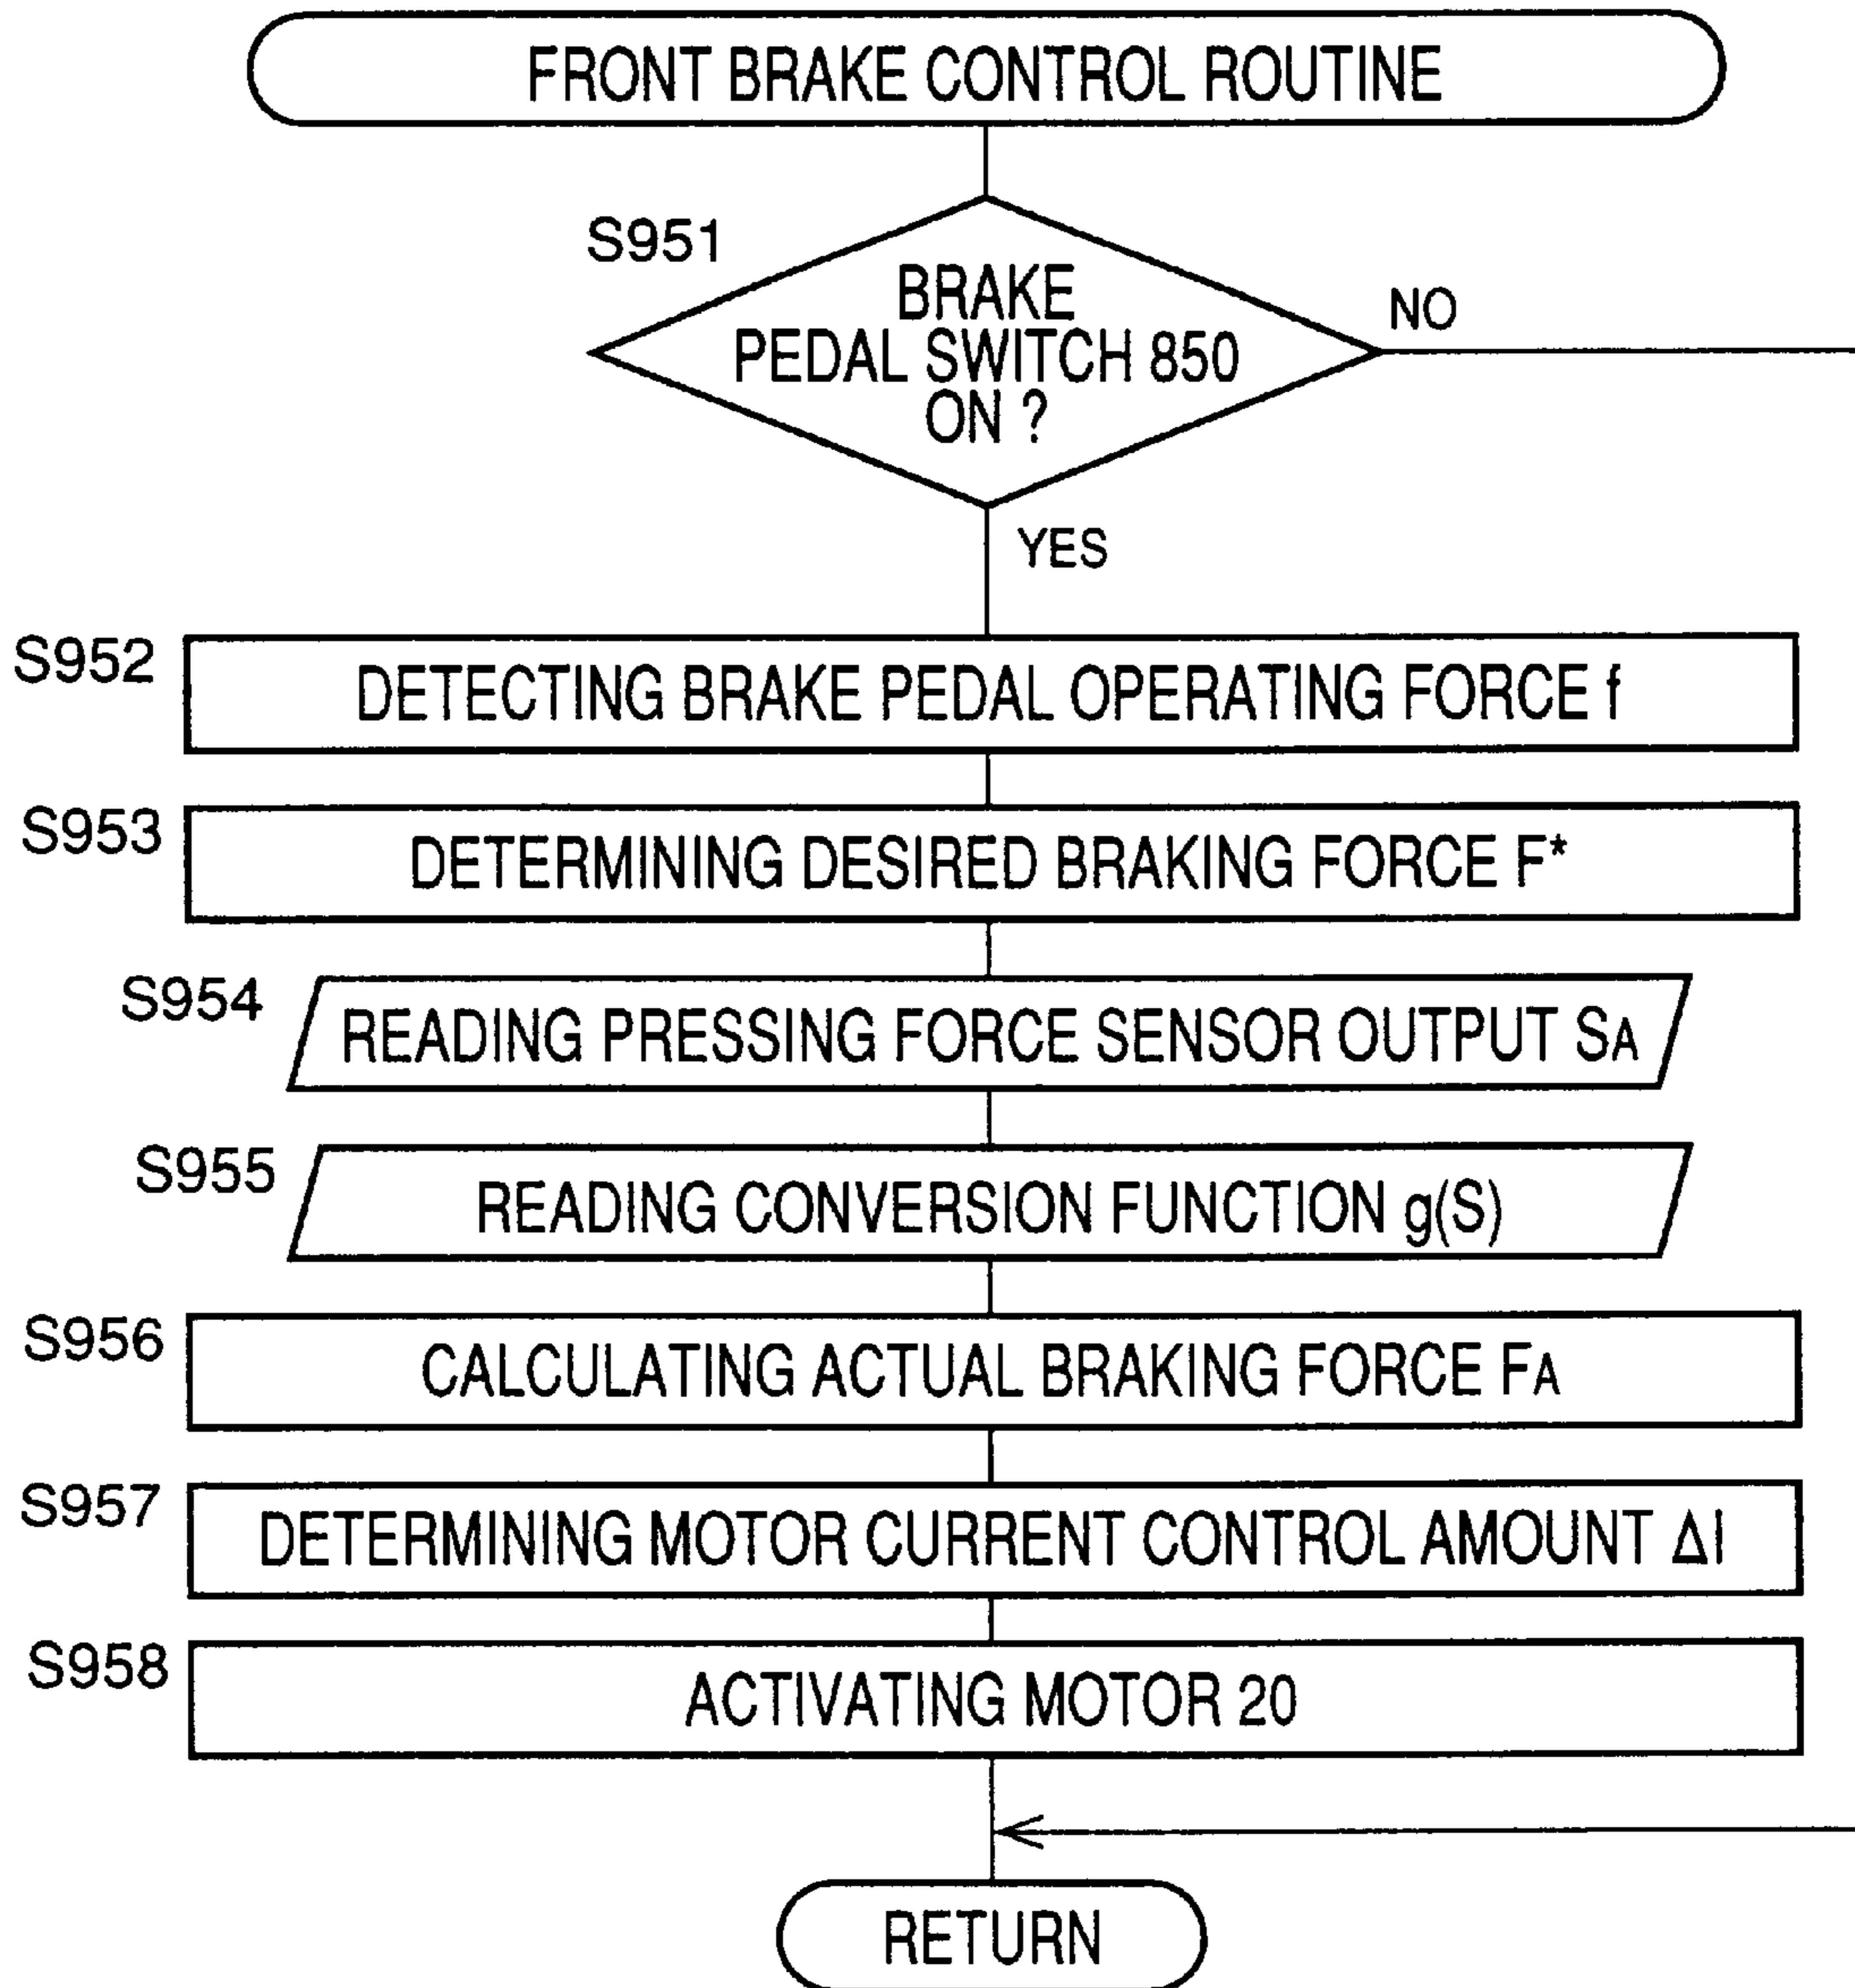 FRONT BRAKE CONTROL ROUTINE
S951
BRAKE
PEDAL SWITCH 850
ON ?
NO
YES
S952
DETECTING BRAKE PEDAL OPERATING FORCE f
S953
DETERMINING DESIRED BRAKING FORCE F*
S954
READING PRESSING FORCE SENSOR OUTPUT SA
S955
READING CONVERSION FUNCTION g(S)
S956
CALCULATING ACTUAL BRAKING FORCE FA
S957
DETERMINING MOTOR CURRENT CONTROL AMOUNT ΔI
S958
ACTIVATING MOTOR 20
RETURN